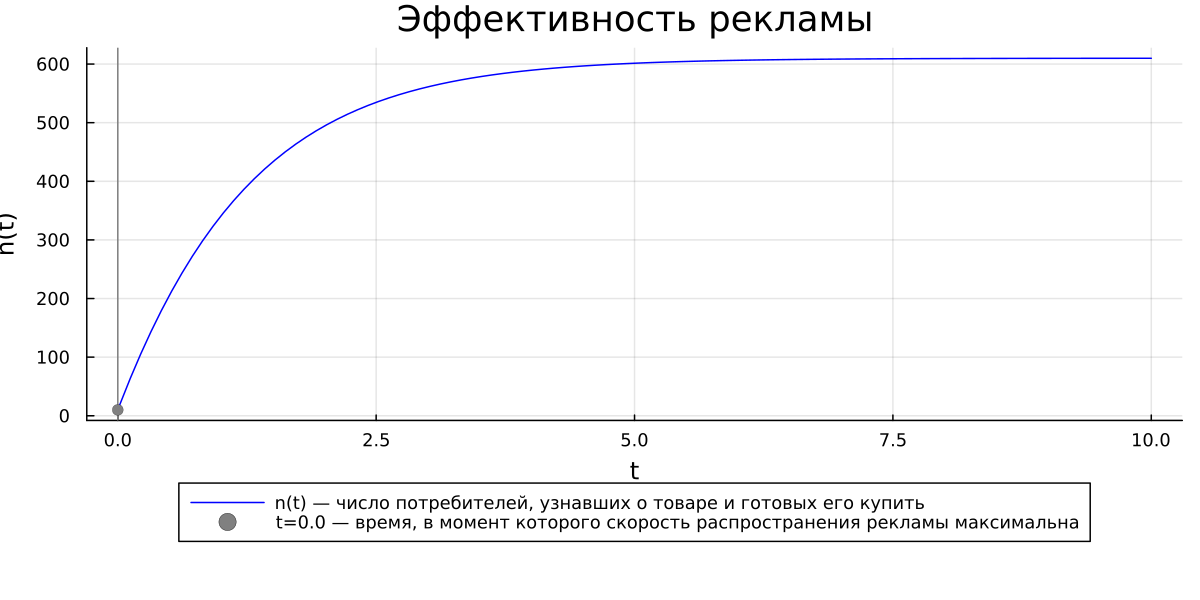 Эффективность рекламы
n(t)
600
500
400
300
200
100
0
0.0 2.5 5.0 7.5 10.0
t
n(t) — число потребителей, узнавших о товаре и готовых его купить
t=0.0 — время, в момент которого скорость распространения рекламы максимальна